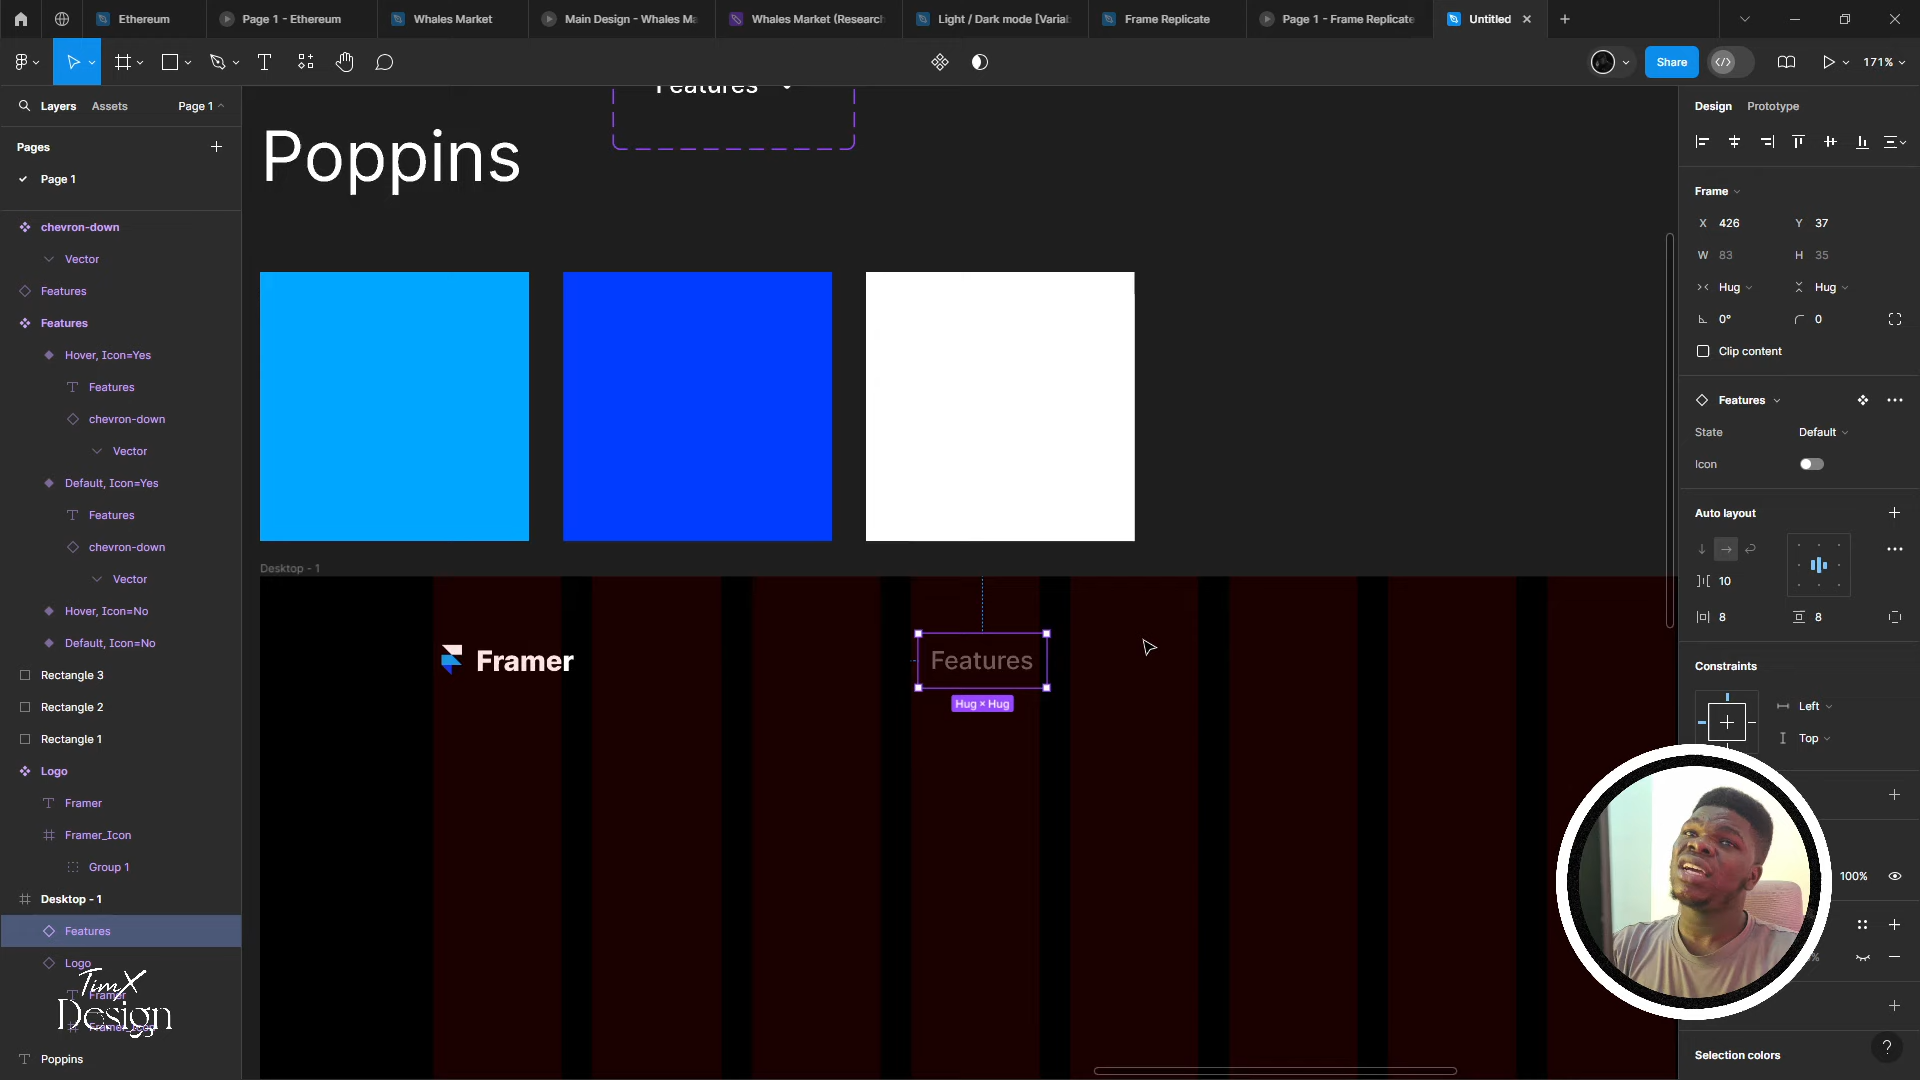 Ethereum
Page 1 - Ethereum
Whales Market
Main Design - Whales Ma
Whales Market (Research
Light / Dark mode [Varia
Frame Replicate
Page 1 - Frame Replicate
Untitled
Share
171%
Layers
Assets
Page 1
Pages
Page 1
chevron-down
Vector
Features
Features
Hover, Icon=Yes
Features
chevron-down
Vector
Default, Icon=Yes
Features
chevron-down
Vector
Hover, Icon=No
Default, Icon=No
Rectangle 3
Rectangle 2
Rectangle 1
Logo
Framer
Framer_Icon
Group 1
Desktop - 1
Features
Logo
Framer
Framer_Icon
Poppins
TimX
Design
Features
Poppins
Desktop - 1
Framer
Features
Hug × Hug
Design
Prototype
Frame
X 426
Y 37
W 83
H 35
Hug
Hug
0°
0
Clip content
Features
State
Default
Icon
Auto layout
10
8
8
Constraints
Left
Top
100%
Selection colors
?